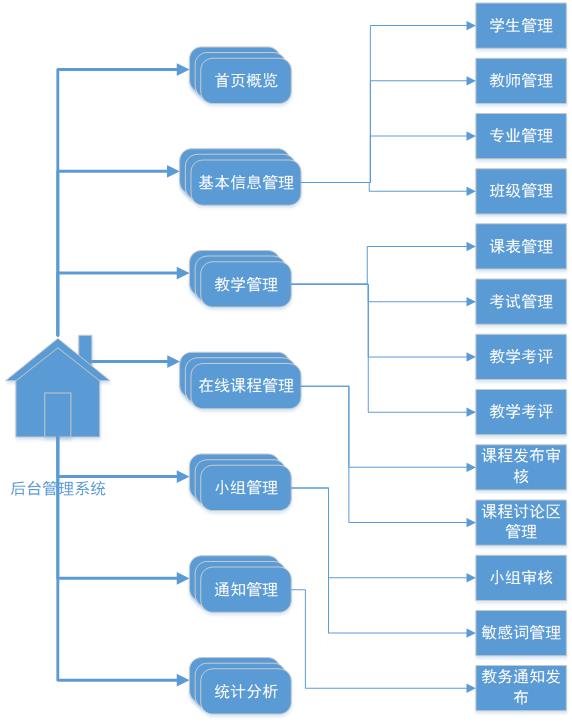 后台管理系统
首页概览
基本信息管理
教学管理
在线课程管理
小组管理
通知管理
统计分析
学生管理
教师管理
专业管理
班级管理
课表管理
考试管理
教学考评
教学考评
课程发布审
核
课程讨论区
管理
小组审核
敏感词管理
教务通知发
布